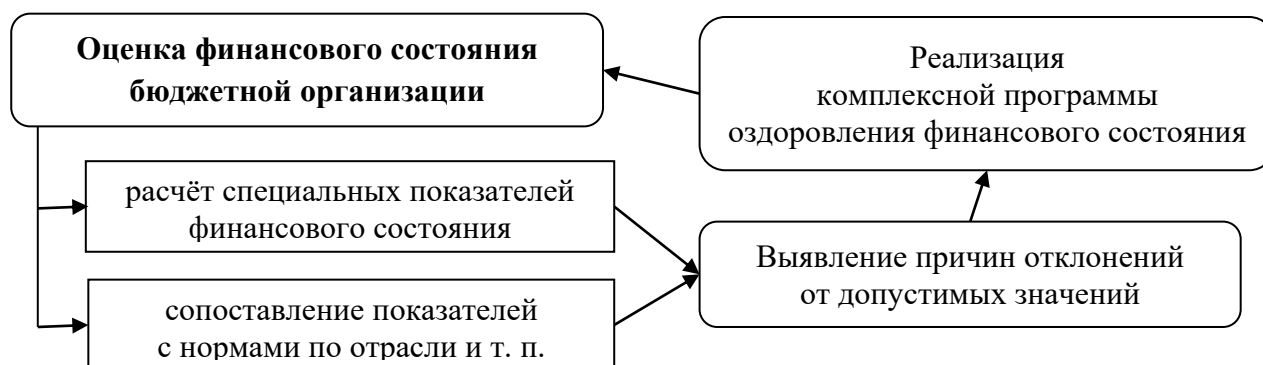 Оценка финансового состояния
бюджетной организации
расчёт специальных показателей
финансового состояния
сопоставление показателей
с нормами по отрасли и т. п.
Выявление причин отклонений
от допустимых значений
Реализация
комплексной программы
оздоровления финансового состояния